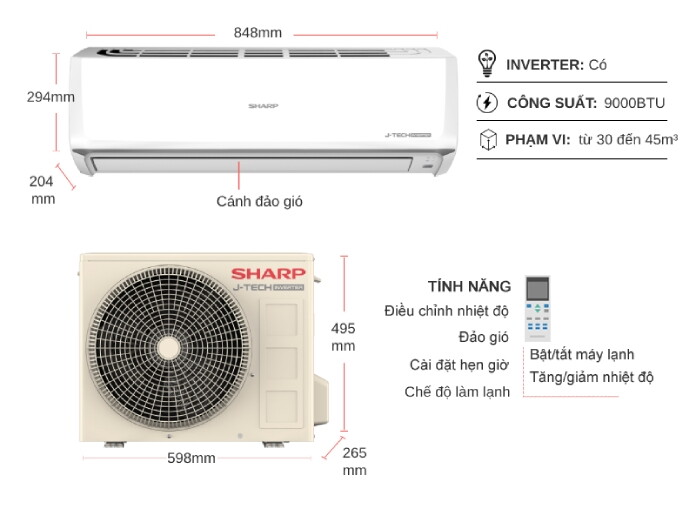 848mm
294mm
204
mm
SHARP
J-TECH INVERTER
Cánh đảo gió
INVERTER: Có
CÔNG SUẤT: 9000BTU
PHẠM VI: từ 30 đến 45m³
SHARP
J-TECH INVERTER
495
mm
598mm
265
mm
TÍNH NĂNG
Điều chỉnh nhiệt độ
Đảo gió
Cài đặt hẹn giờ
Chế độ làm lạnh
Bật/tắt máy lạnh
Tăng/giảm nhiệt độ